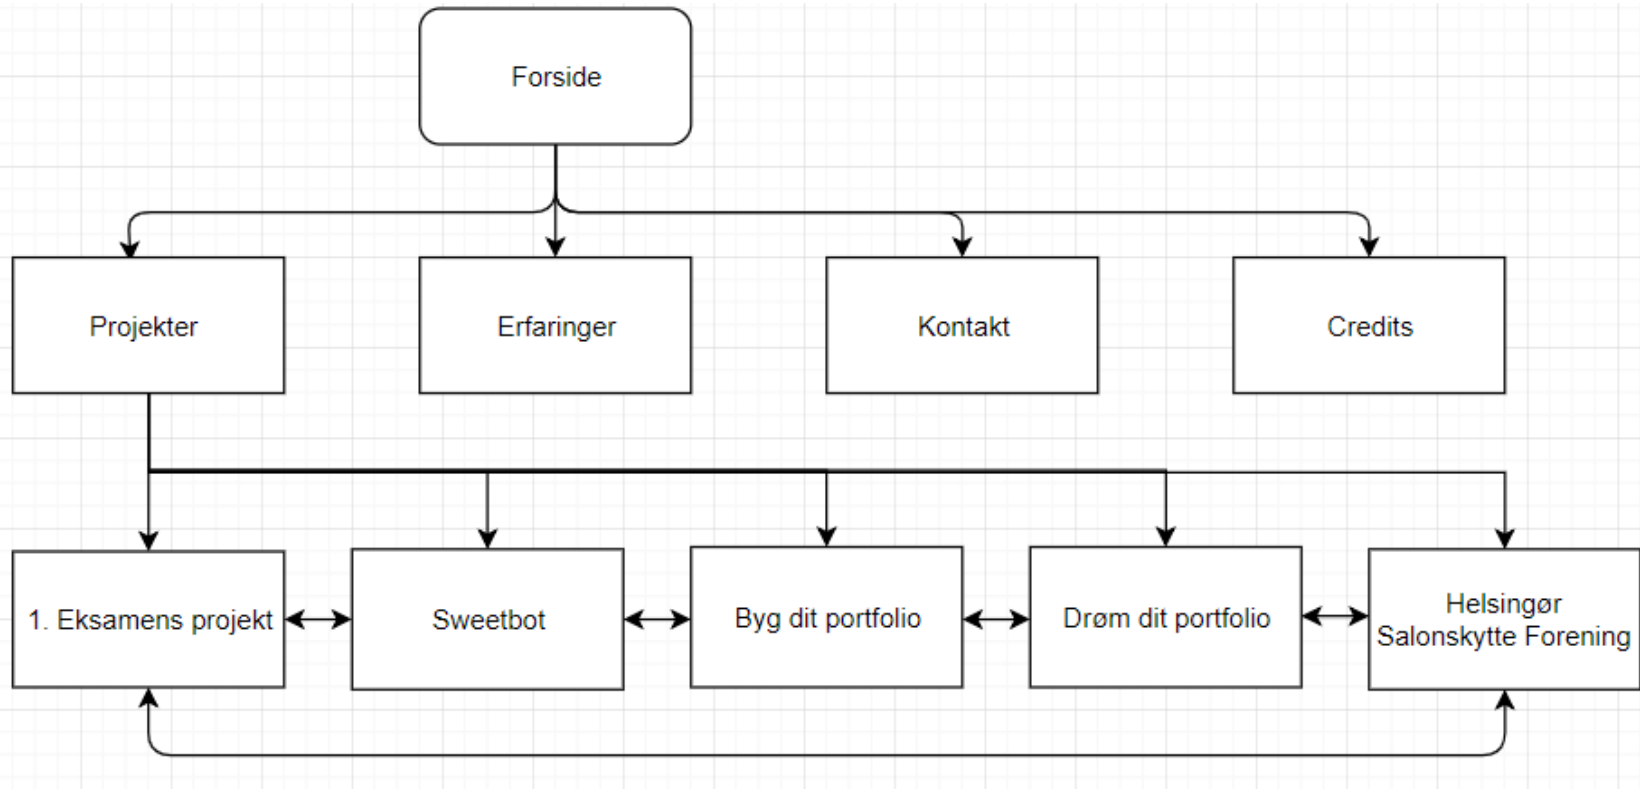 Forside
Projekter
Erfaringer
Kontakt
Credits
1. Eksamens projekt
Sweetbot
Byg dit portfolio
Drøm dit portfolio
Helsingør
Salonskytte Forening